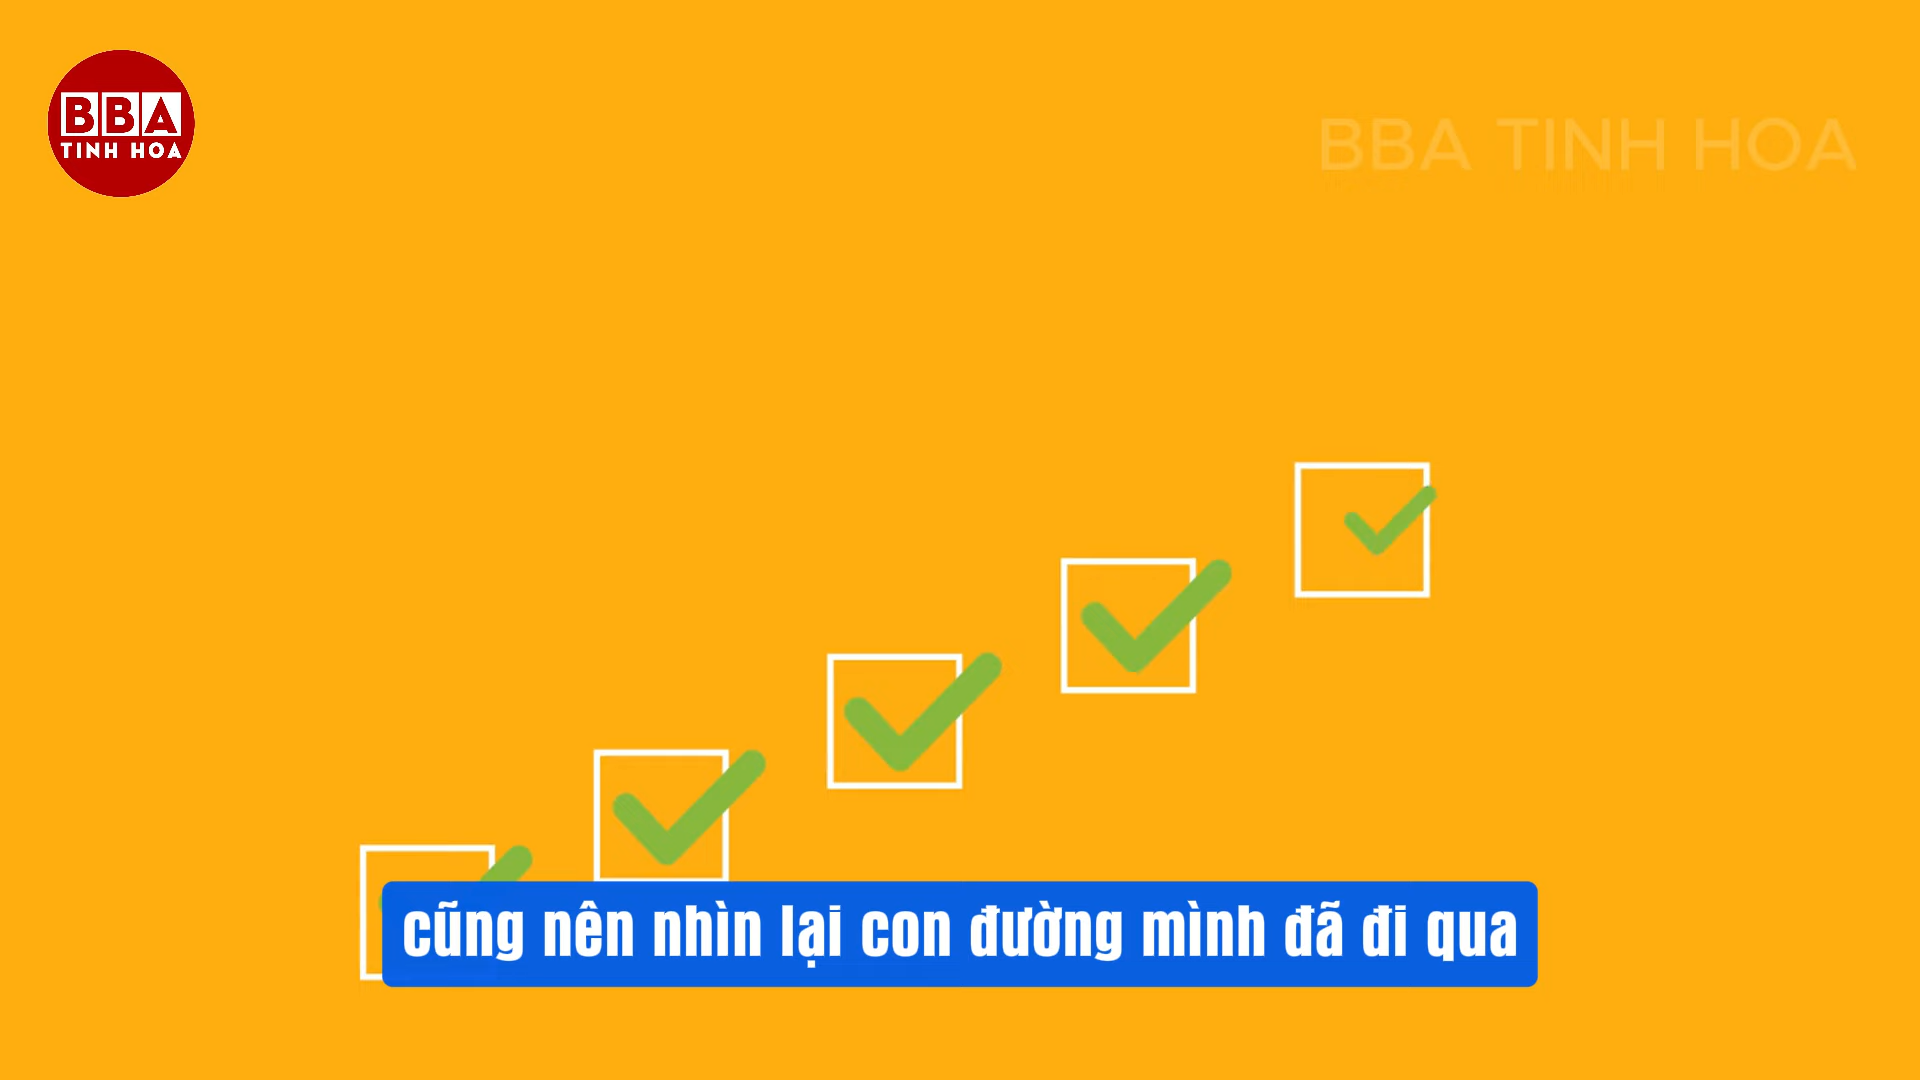 BBA
TINH HOA
BBA TINH HOA
cũng nên nhìn lại con đường mình đã đi qua